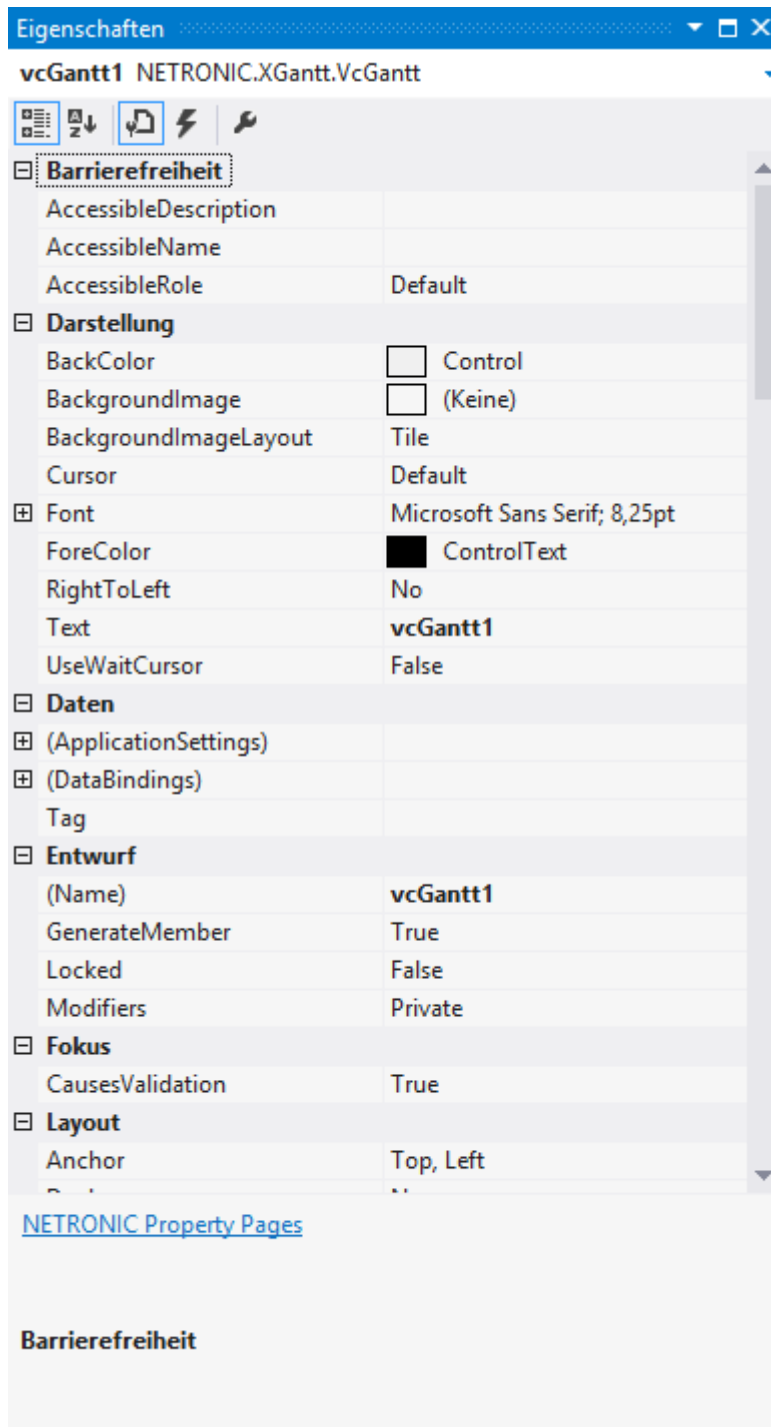 Eigenschaften
vcGantt1 NETRONIC.XGantt.VcGantt
Barrierefreiheit
AccessibleDescription
AccessibleName
AccessibleRole Default
Darstellung
BackColor Control
BackgroundImage (Keine)
BackgroundImageLayout Tile
Cursor Default
Font Microsoft Sans Serif; 8,25pt
ForeColor ControlText
RightToLeft No
Text vcGantt1
UseWaitCursor False
Daten
(ApplicationSettings)
(DataBindings)
Tag
Entwurf
(Name) vcGantt1
GenerateMember True
Locked False
Modifiers Private
Fokus
CausesValidation True
Layout
Anchor Top, Left
NETRONIC Property Pages
Barrierefreiheit